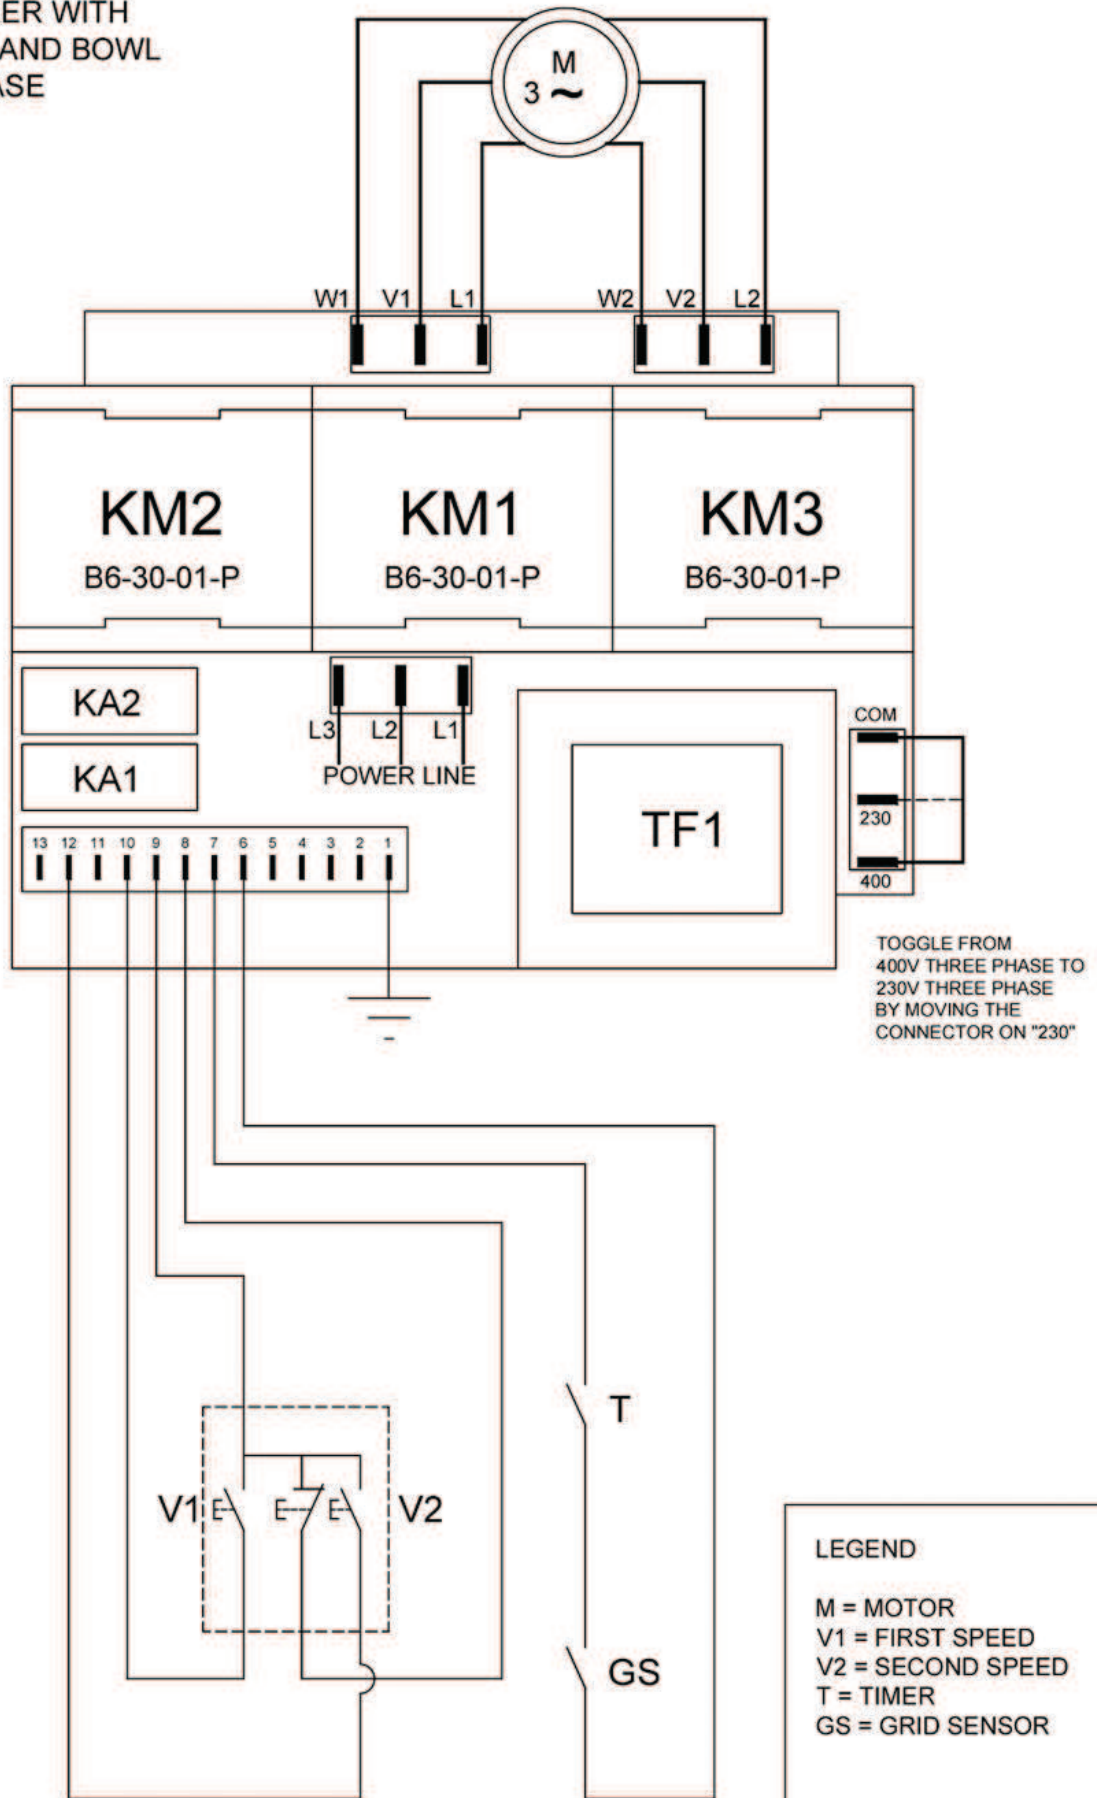 WITH
AND BOWL
M
3 ~
W1 V1 L1 W2 V2 L2
KM2 KM1 KM3
B6-30-01-P B6-30-01-P B6-30-01-P
KA2
KA1
L3 L2 L1
POWER LINE
TF1
COM
230
400
13 12 11 10 9 8 7 6 5 4 3 2 1
TOGGLE FROM
400V THREE PHASE TO
230V THREE PHASE
BY MOVING THE
CONNECTOR ON "230"
T
V1 V2
GS
LEGEND
M = MOTOR
V1 = FIRST SPEED
V2 = SECOND SPEED
T = TIMER
GS = GRID SENSOR